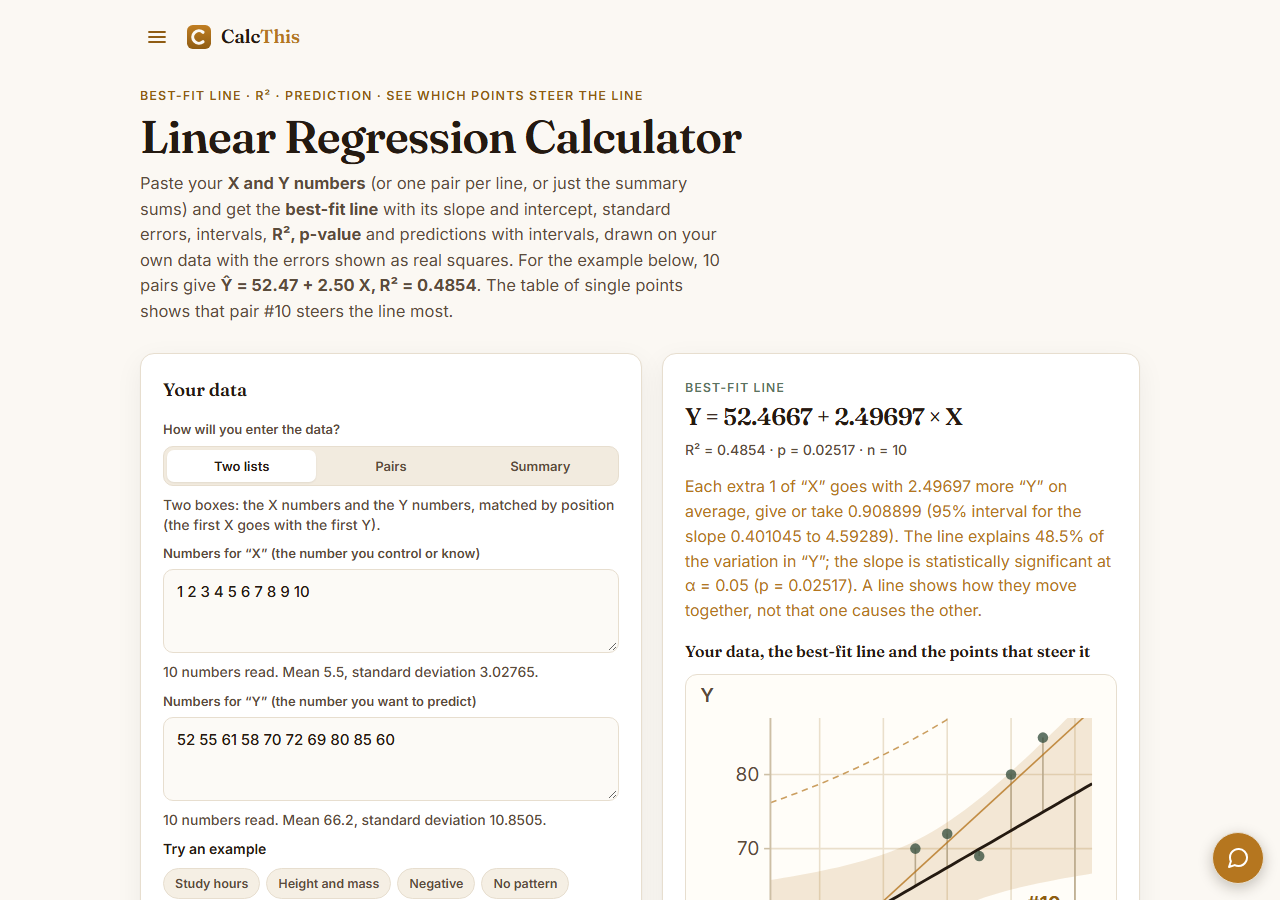 CalcThis
BEST-FIT LINE · R² · PREDICTION · SEE WHICH POINTS STEER THE LINE
Linear Regression Calculator
Paste your X and Y numbers (or one pair per line, or just the summary
sums) and get the best-fit line with its slope and intercept, standard
errors, intervals, R², p-value and predictions with intervals, drawn on your
own data with the errors shown as real squares. For the example below, 10
pairs give Ŷ = 52.47 + 2.50 X, R² = 0.4854. The table of single points
shows that pair #10 steers the line most.
Your data
How will you enter the data?
Two lists
Pairs
Summary
Two boxes: the X numbers and the Y numbers, matched by position
(the first X goes with the first Y).
Numbers for “X” (the number you control or know)
1 2 3 4 5 6 7 8 9 10
10 numbers read. Mean 5.5, standard deviation 3.02765.
Numbers for “Y” (the number you want to predict)
52 55 61 58 70 72 69 80 85 60
10 numbers read. Mean 66.2, standard deviation 10.8505.
Try an example
Study hours
Height and mass
Negative
No pattern
BEST-FIT LINE
Y = 52.4667 + 2.49697 × X
R² = 0.4854 · p = 0.02517 · n = 10
Each extra 1 of “X” goes with 2.49697 more “Y” on
average, give or take 0.908899 (95% interval for the
slope 0.401045 to 4.59289). The line explains 48.5% of
the variation in “Y”; the slope is statistically significant at
α = 0.05 (p = 0.02517). A line shows how they move
together, not that one causes the other.
Your data, the best-fit line and the points that steer it
Y
80
70
#10